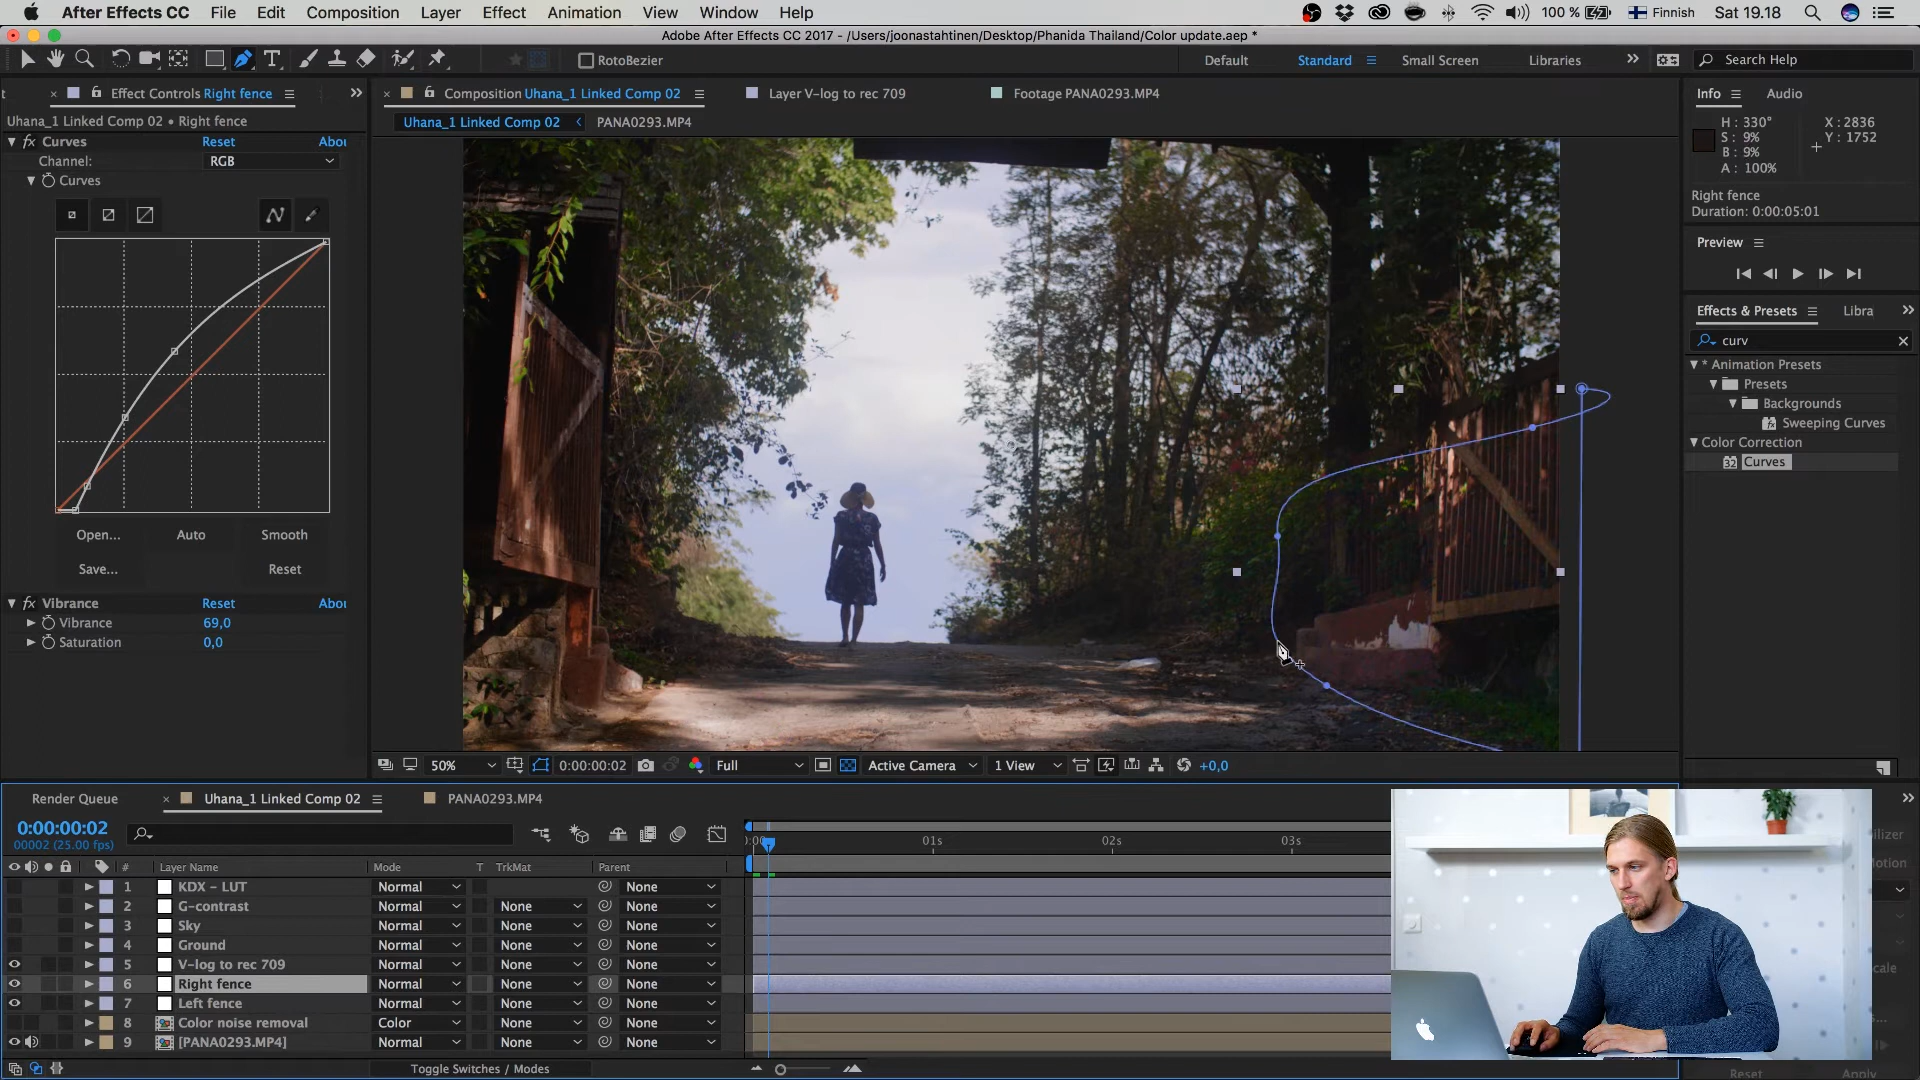 After Effects CC File Edit Composition Layer Effect Animation View Window Help 100 % Finnish Sat 19.18
Adobe After Effects CC 2017 - /Users/joonastahtinen/Desktop/Phanida Thailand/Color update.aep *
RotoBezier Default Standard Small Screen Libraries Search Help
Effect Controls Right fence
Uhana_1 Linked Comp 02 • Right fence
fx Curves Reset Abou
Channel: RGB
Curves
Open... Auto Smooth
Save... Reset
fx Vibrance Reset Abou
Vibrance 69,0
Saturation 0,0
Composition Uhana_1 Linked Comp 02 Layer V-log to rec 709 Footage PANA0293.MP4
Uhana_1 Linked Comp 02 PANA0293.MP4
50% 0:00:00:02 Full Active Camera 1 View +0,0
Info Audio
H : 330° X : 2836
S : 9% Y : 1752
B : 9%
A : 100%
Right fence
Duration: 0:00:05:01
Preview
Effects & Presets Libra
curv
* Animation Presets
Presets
Backgrounds
Sweeping Curves
Color Correction
32 Curves
Render Queue Uhana_1 Linked Comp 02 PANA0293.MP4
0:00:00:02
00002 (25.00 fps)
01s 02s 03s
# Layer Name Mode T TrkMat Parent
1 KDX - LUT Normal None
2 G-contrast Normal None None
3 Sky Normal None None
4 Ground Normal None None
5 V-log to rec 709 Normal None None
6 Right fence Normal None None
7 Left fence Normal None None
8 Color noise removal Color None None
9 [PANA0293.MP4] Normal None None
Toggle Switches / Modes
ilizer
Motion
cale
Reset Apply